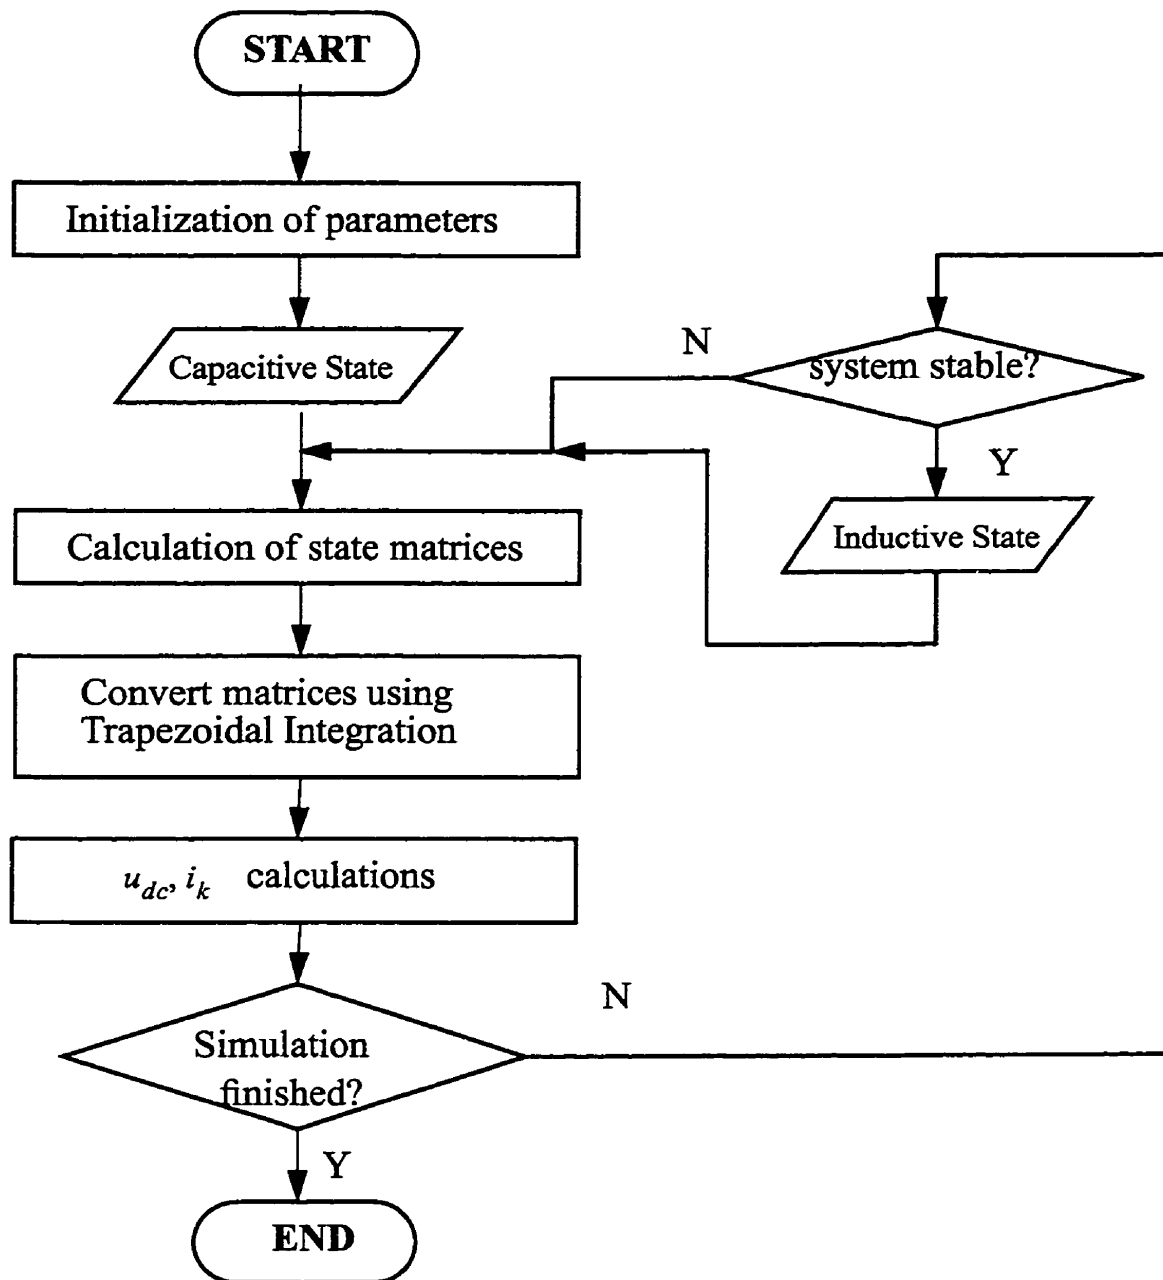 START
Initialization of parameters
Capacitive State
N
system stable?
Y
Inductive State
Calculation of state matrices
Convert matrices using
Trapezoidal Integration
u_dc, i_k calculations
N
Simulation
finished?
Y
END